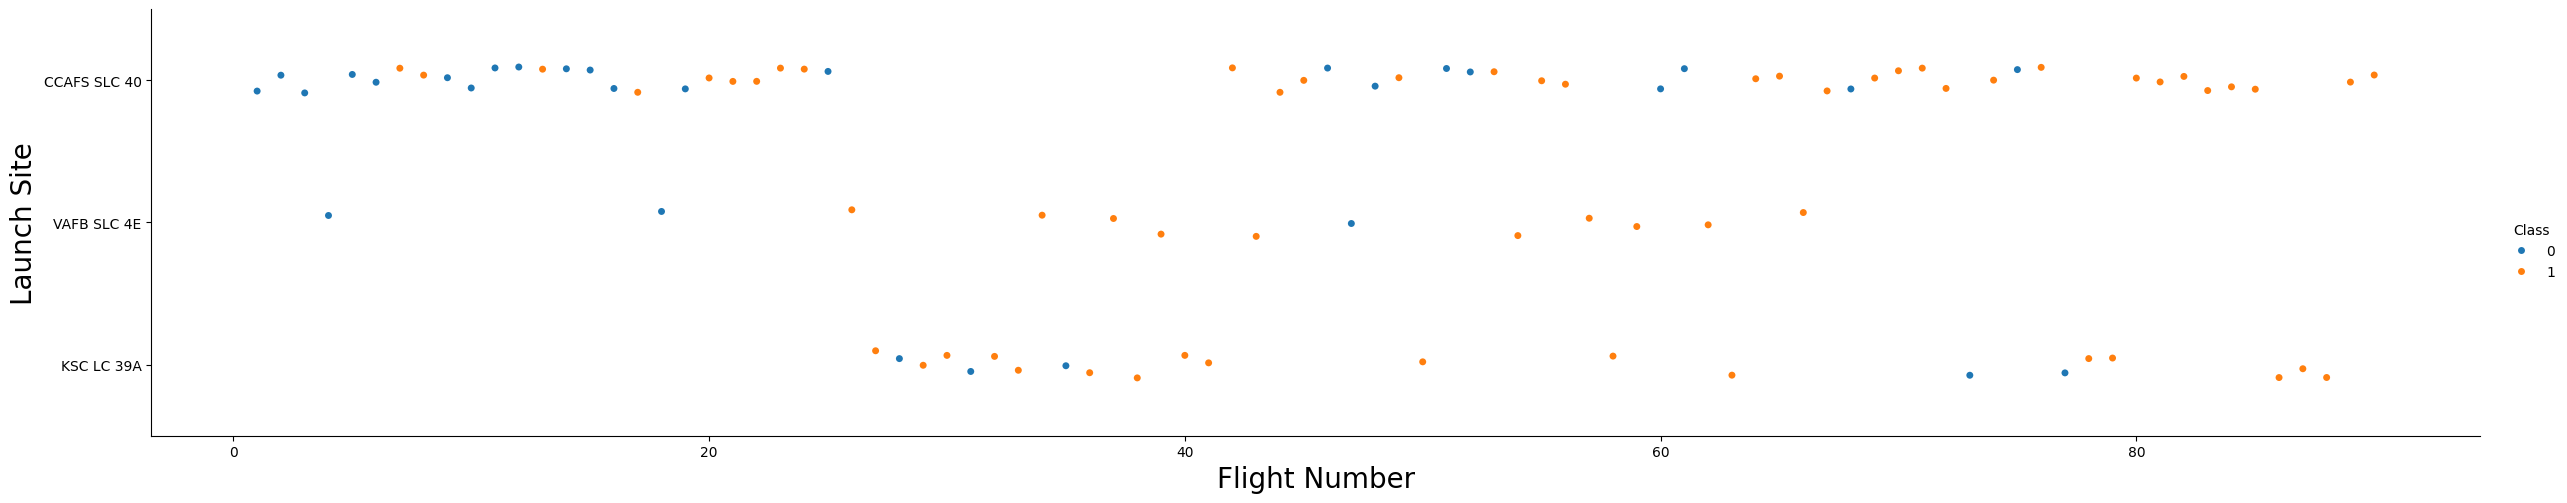 Launch Site
CCAFS SLC 40
VAFB SLC 4E
KSC LC 39A
0 20 40 60 80
Flight Number
Class
0
1